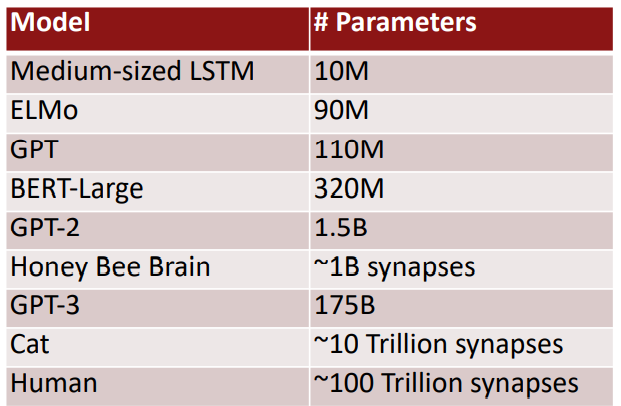 Model # Parameters
Medium-sized LSTM 10M
ELMo 90M
GPT 110M
BERT-Large 320M
GPT-2 1.5B
Honey Bee Brain ~1B synapses
GPT-3 175B
Cat ~10 Trillion synapses
Human ~100 Trillion synapses